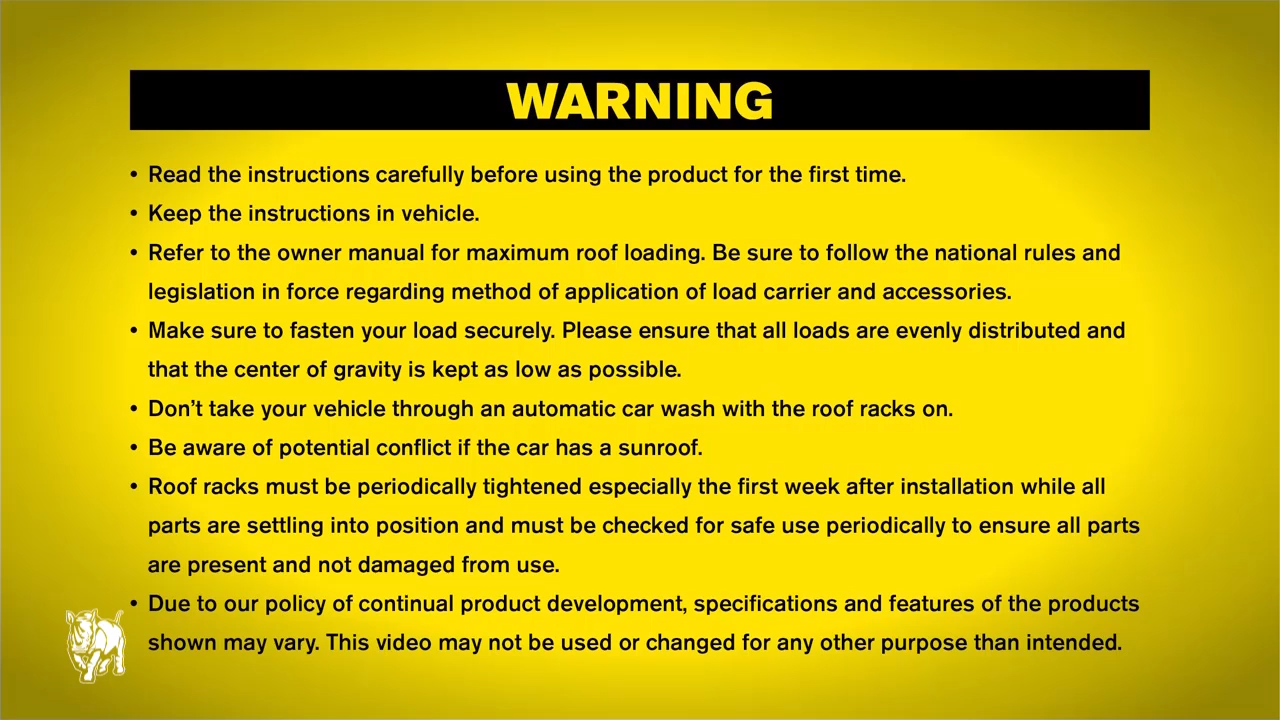 WARNING
• Read the instructions carefully before using the product for the first time.
• Keep the instructions in vehicle.
• Refer to the owner manual for maximum roof loading. Be sure to follow the national rules and
legislation in force regarding method of application of load carrier and accessories.
• Make sure to fasten your load securely. Please ensure that all loads are evenly distributed and
that the center of gravity is kept as low as possible.
• Don’t take your vehicle through an automatic car wash with the roof racks on.
• Be aware of potential conflict if the car has a sunroof.
• Roof racks must be periodically tightened especially the first week after installation while all
parts are settling into position and must be checked for safe use periodically to ensure all parts
are present and not damaged from use.
• Due to our policy of continual product development, specifications and features of the products
shown may vary. This video may not be used or changed for any other purpose than intended.